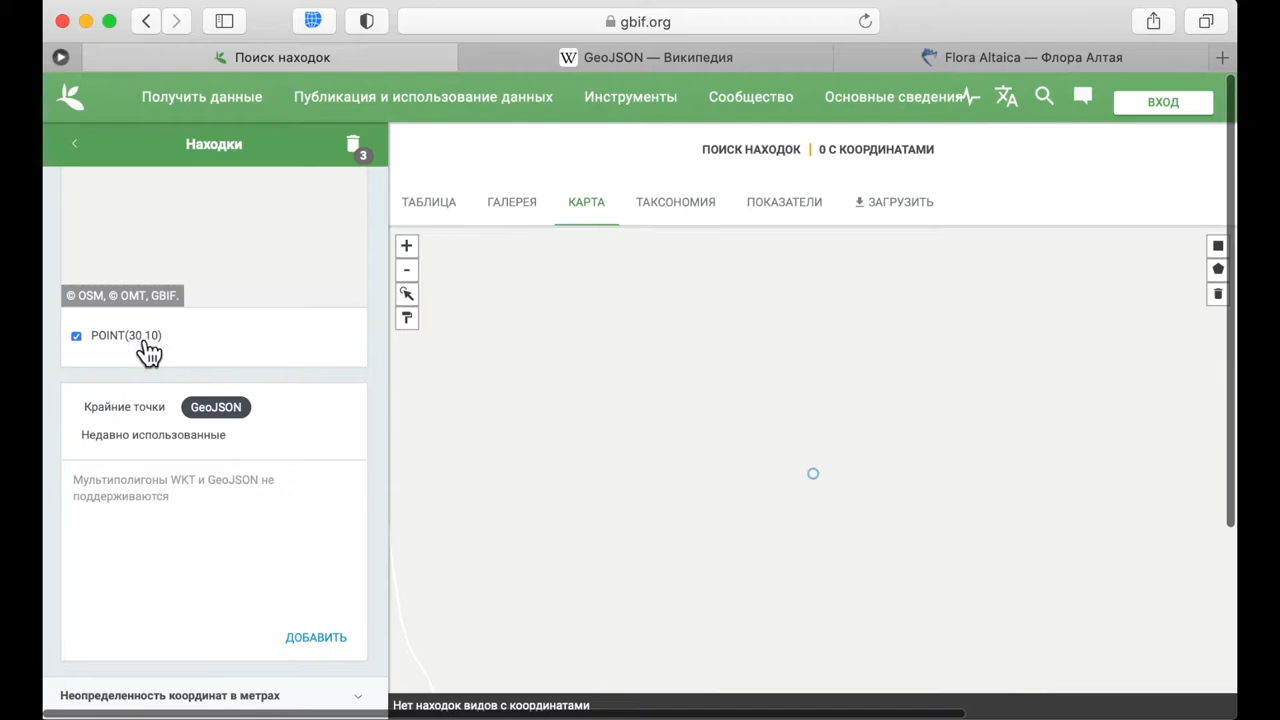 gbif.org
Поиск находок
W GeoJSON — Википедия
Flora Altaica — Флора Алтая
Получить данные
Публикация и использование данных
Инструменты
Сообщество
Основные сведения
ВХОД
Находки
3
ПОИСК НАХОДОК | 0 С КООРДИНАТАМИ
ТАБЛИЦА
ГАЛЕРЕЯ
КАРТА
ТАКСОНОМИЯ
ПОКАЗАТЕЛИ
ЗАГРУЗИТЬ
+
-
© OSM, © OMT, GBIF.
POINT(30,10)
Крайние точки
GeoJSON
Недавно использованные
Мультиполигоны WKT и GeoJSON не
поддерживаются
ДОБАВИТЬ
Неопределенность координат в метрах
Нет находок видов с координатами